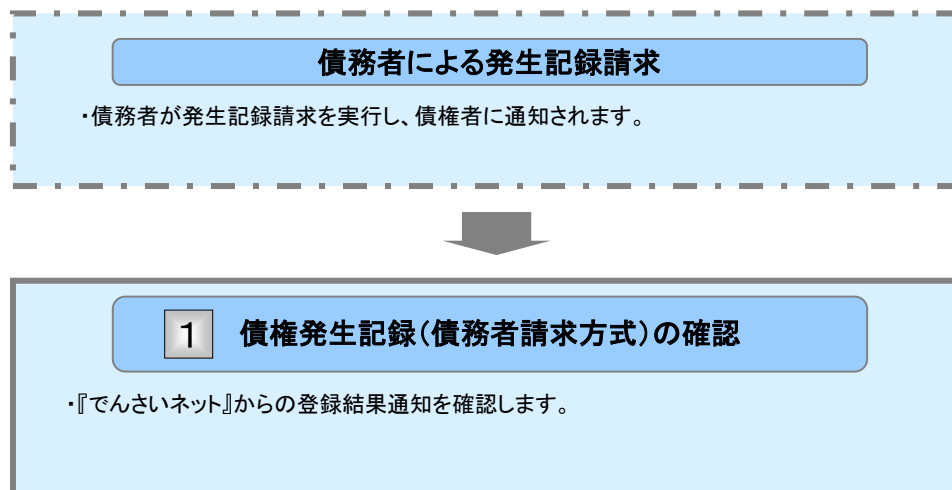 債務者による発生記録請求
・債務者が発生記録請求を実行し、債権者に通知されます。
1 債権発生記録（債務者請求方式）の確認
・『でんさいネット』からの登録結果通知を確認します。